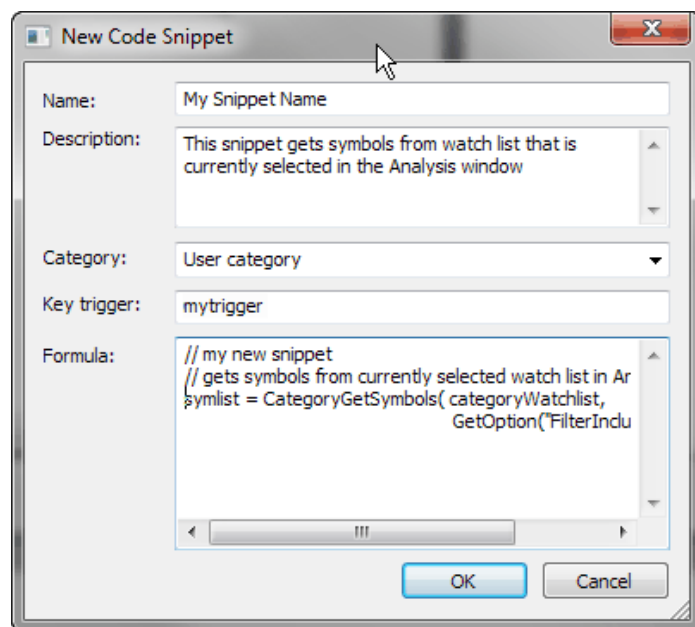 New Code Snippet
Name: My Snippet Name
Description: This snippet gets symbols from watch list that is
currently selected in the Analysis window
Category: User category
Key trigger: mytrigger
Formula: // my new snippet
// gets symbols from currently selected watch list in Ar
symlist = CategoryGetSymbols( categoryWatchlist,
GetOption("FilterInclu
OK Cancel